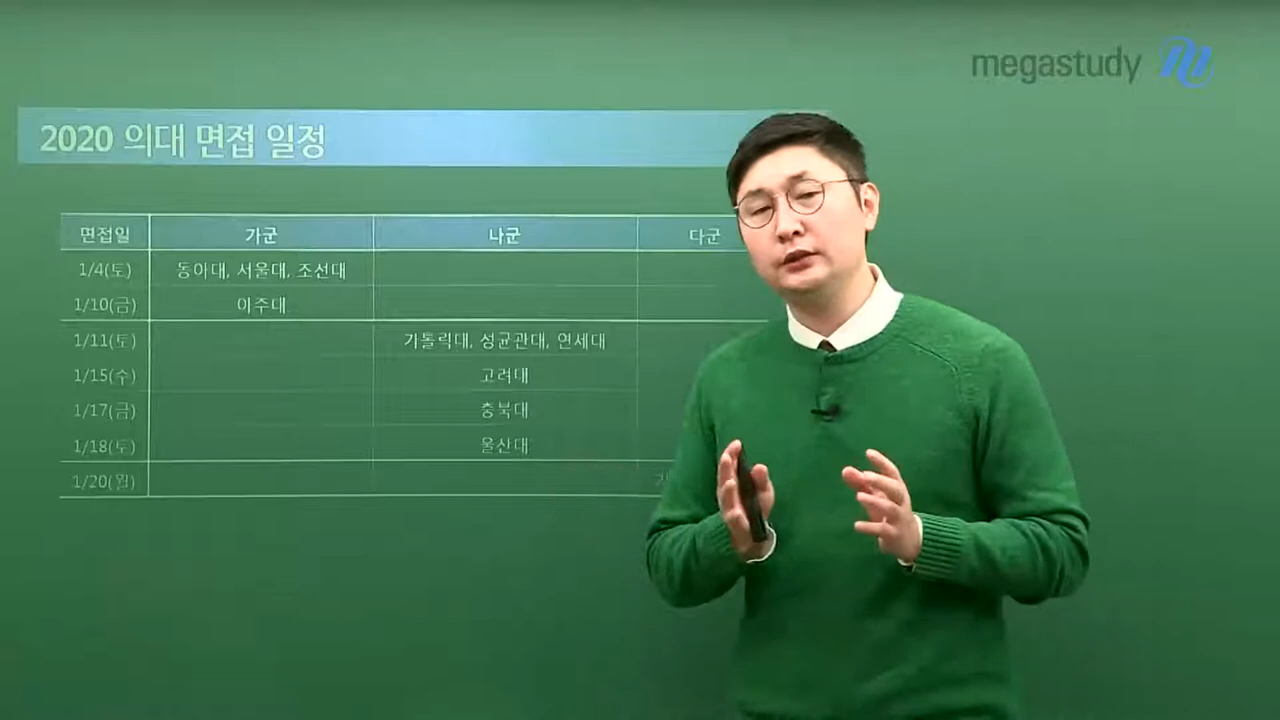 megastudy
2020 의대 면접 일정
면접일 가군 나군 다군
1/4(토) 동아대, 서울대, 조선대
1/10(금) 아주대
1/11(토) 가톨릭대, 성균관대, 연세대
1/15(수) 고려대
1/17(금) 충북대
1/18(토) 울산대
1/20(월)